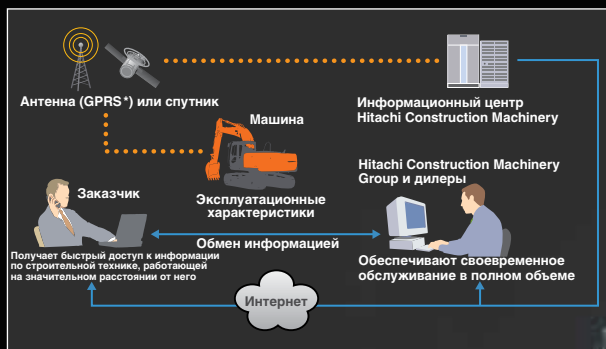 Антенна (GPRS*) или спутник
Информационный центр
Hitachi Construction Machinery
Машина
Hitachi Construction Machinery
Group и дилеры
Заказчик
Эксплуатационные
характеристики
Обмен информацией
Получает быстрый доступ к информации
по строительной технике, работающей
на значительном расстоянии от него
Обеспечивают своевременное
обслуживание в полном объеме
Интернет